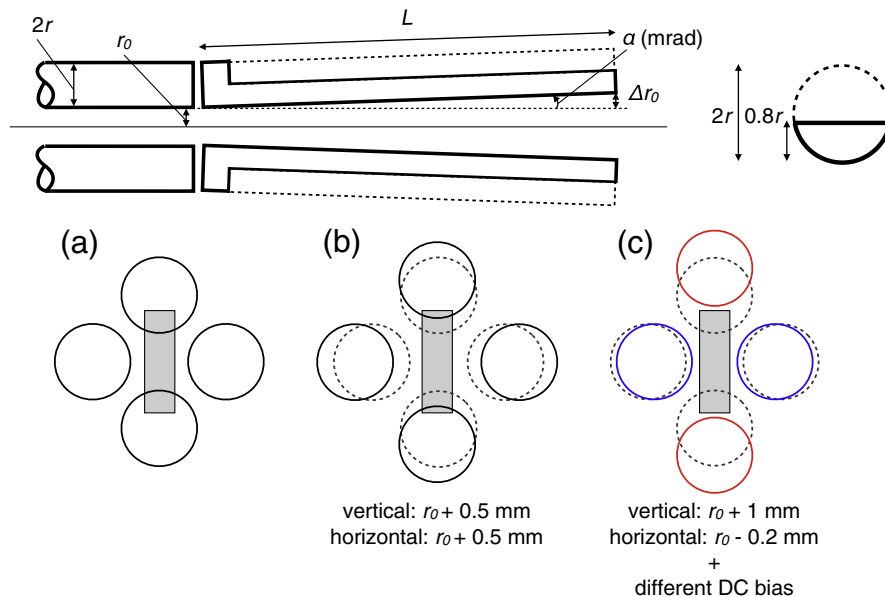 L
2r
r₀
α (mrad)
Δr₀
2r
0.8r
(a)
(b)
(c)
vertical: r₀ + 0.5 mm
horizontal: r₀ + 0.5 mm
vertical: r₀ + 1 mm
horizontal: r₀ - 0.2 mm
+
different DC bias